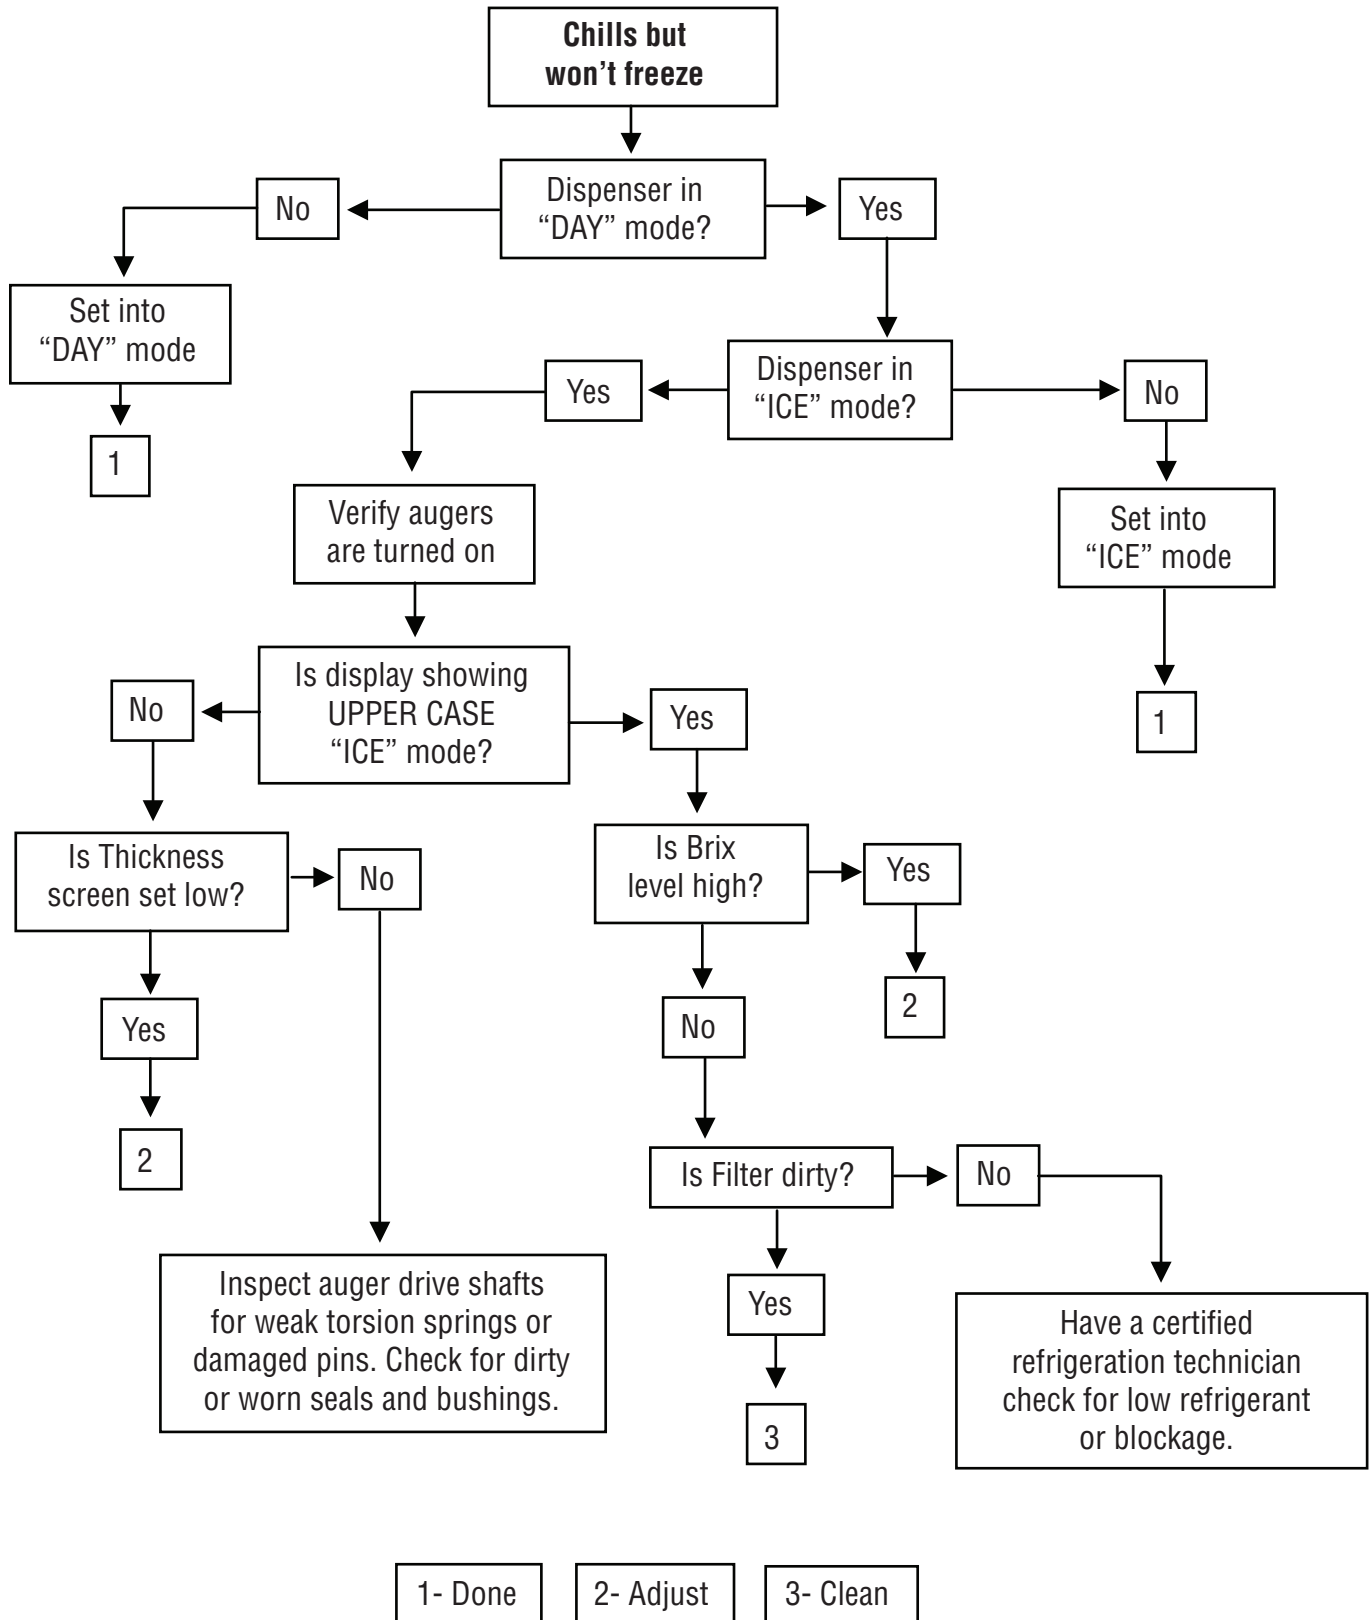 Chills but
won’t freeze
Dispenser in
“DAY” mode?
No
Yes
Set into
“DAY” mode
1
Dispenser in
“ICE” mode?
Yes
No
Verify augers
are turned on
Set into
“ICE” mode
1
Is display showing
UPPER CASE
“ICE” mode?
No
Yes
Is Thickness
screen set low?
No
Yes
2
Is Brix
level high?
Yes
2
No
Is Filter dirty?
No
Yes
3
Inspect auger drive shafts
for weak torsion springs or
damaged pins. Check for dirty
or worn seals and bushings.
Have a certified
refrigeration technician
check for low refrigerant
or blockage.
1- Done
2- Adjust
3- Clean